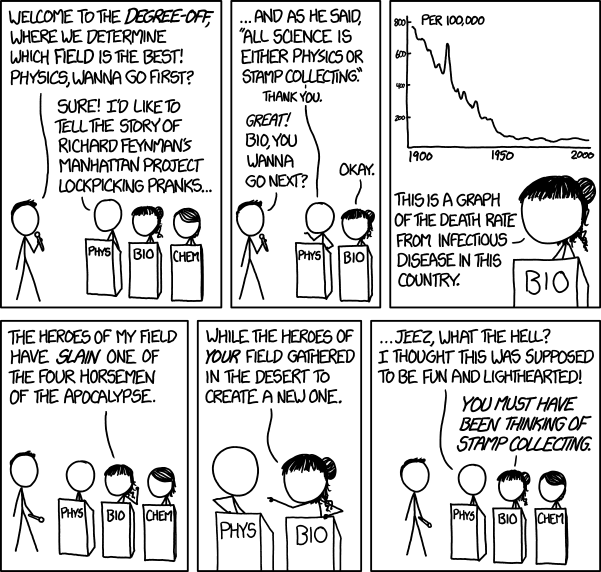 WELCOME TO THE DEGREE-OFF,
WHERE WE DETERMINE
WHICH FIELD IS THE BEST!
PHYSICS, WANNA GO FIRST?
SURE! I'D LIKE TO
TELL THE STORY OF
RICHARD FEYNMAN'S
MANHATTAN PROJECT
LOCKPICKING PRANKS...
PHYS
BIO
CHEM
...AND AS HE SAID,
"ALL SCIENCE IS
EITHER PHYSICS OR
STAMP COLLECTING."
THANK YOU.
GREAT!
BIO, YOU
WANNA
GO NEXT?
OKAY.
PHYS
BIO
PER 100,000
800
600
400
200
1900
1950
2000
THIS IS A GRAPH
OF THE DEATH RATE
FROM INFECTIOUS
DISEASE IN THIS
COUNTRY.
BIO
THE HEROES OF MY FIELD
HAVE SLAIN ONE OF
THE FOUR HORSEMEN
OF THE APOCALYPSE.
PHYS
BIO
CHEM
WHILE THE HEROES OF
YOUR FIELD GATHERED
IN THE DESERT TO
CREATE A NEW ONE.
PHYS
BIO
...JEEZ, WHAT THE HELL?
I THOUGHT THIS WAS SUPPOSED
TO BE FUN AND LIGHTHEARTED!
YOU MUST HAVE
BEEN THINKING OF
STAMP COLLECTING.
PHYS
BIO
CHEM